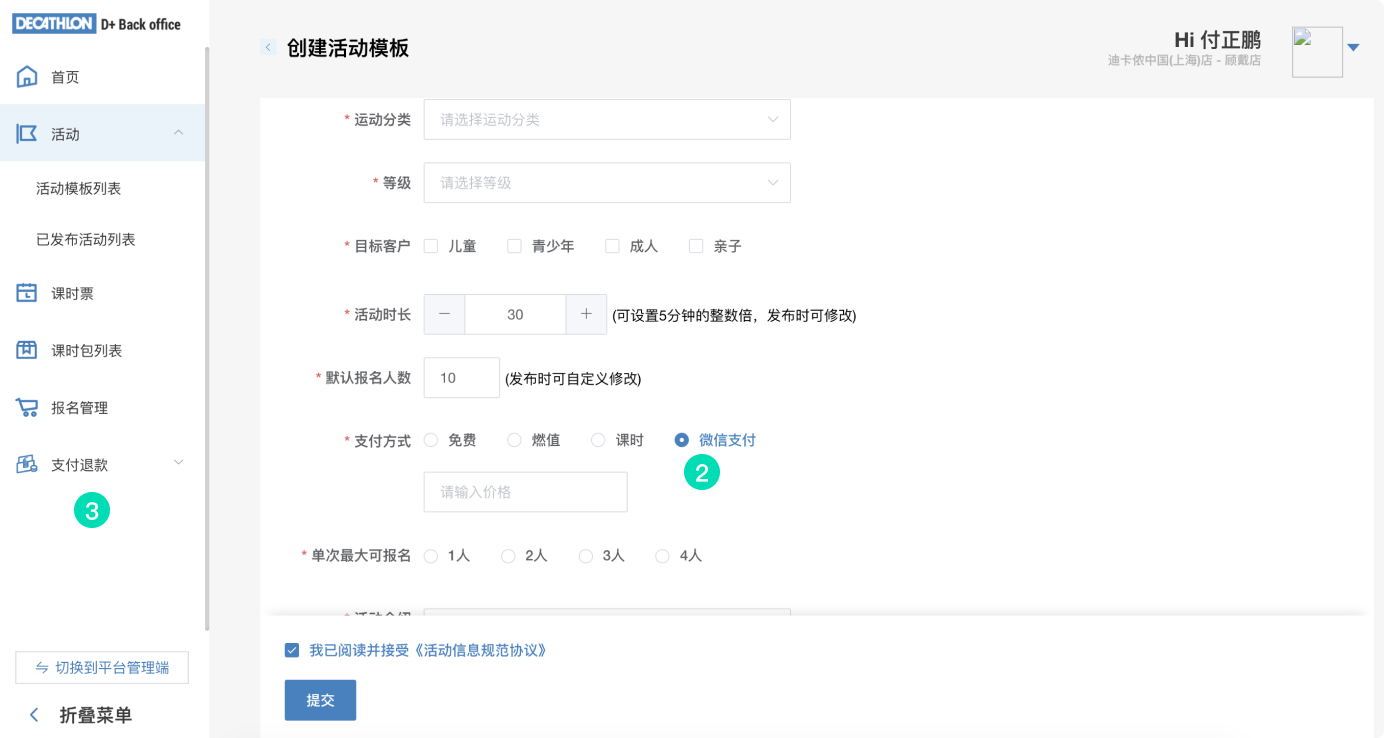 DECATHLON D+ Back office
首页
活动
活动模板列表
已发布活动列表
课时票
课时包列表
报名管理
支付退款
3
切换到平台管理端
折叠菜单
创建活动模板
Hi 付正鹏
迪卡侬中国(上海)店 - 顾戴店
* 运动分类 请选择运动分类
* 等级 请选择等级
* 目标客户 儿童 青少年 成人 亲子
* 活动时长 － 30 + (可设置5分钟的整数倍，发布时可修改)
* 默认报名人数 10 (发布时可自定义修改)
* 支付方式 免费 燃值 课时 微信支付
2
请输入价格
* 单次最大可报名 1人 2人 3人 4人
* 活动介绍
我已阅读并接受《活动信息规范协议》
提交